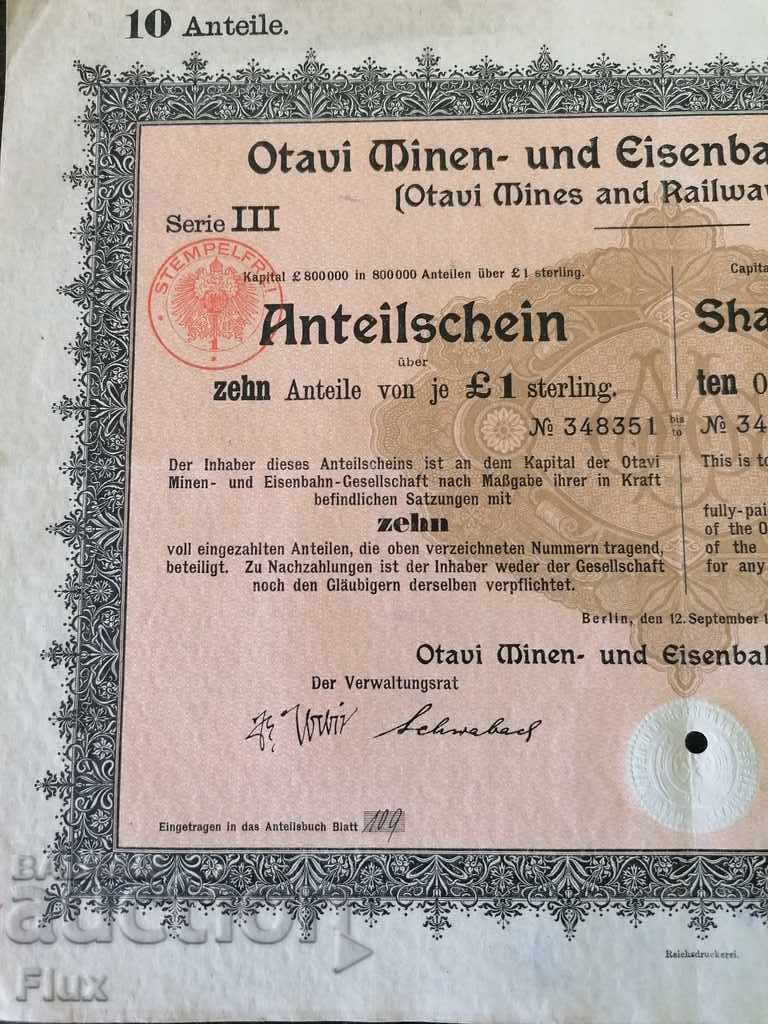 10 Anteile.
Otavi Minen- und Eisenba
(Otavi Mines and Railway
Serie III
STEMPELFREI
Kapital £ 800000 in 800000 Anteilen über £ 1 sterling.
Capita
Anteilschein
Sha
über
zehn Anteile von je £ 1 sterling.
ten O
№ 348351 bis/to № 34
Der Inhaber dieses Anteilscheins ist an dem Kapital der Otavi
Minen- und Eisenbahn-Gesellschaft nach Maßgabe ihrer in Kraft
befindlichen Satzungen mit
zehn
voll eingezahlten Anteilen, die oben verzeichneten Nummern tragend,
beteiligt. Zu Nachzahlungen ist der Inhaber weder der Gesellschaft
noch den Gläubigern derselben verpflichtet.
This is to
fully-pai
of the O
of the
for any
Berlin, den 12. September 1
Otavi Minen- und Eisenbah
Der Verwaltungsrat
Schwabach
Eingetragen in das Anteilsbuch Blatt 109
Reichsdruckerei.
auction
Flux